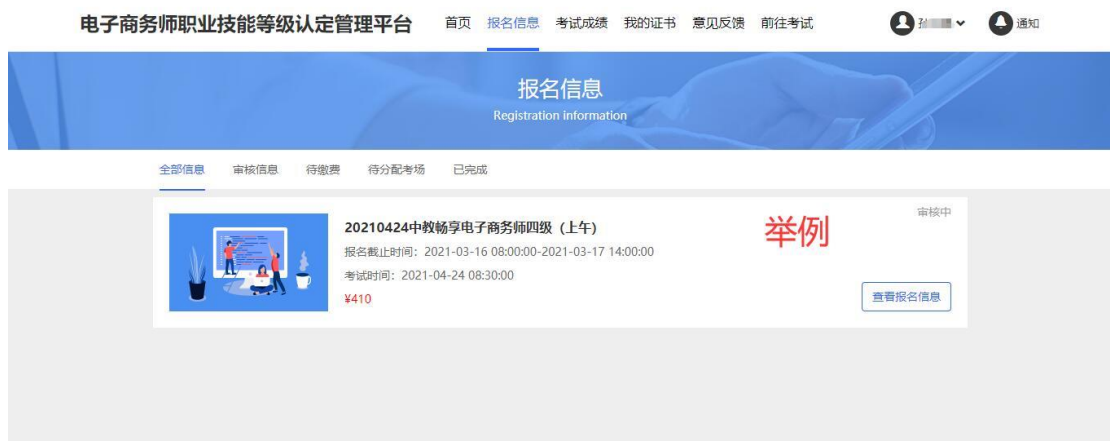 电子商务师职业技能等级认定管理平台 首页 报名信息 考试成绩 我的证书 意见反馈 前往考试 通知
报名信息
Registration information
全部信息 审核信息 待缴费 待分配考场 已完成
审核中
20210424中教畅享电子商务师四级（上午）
举例
报名截止时间：2021-03-16 08:00:00-2021-03-17 14:00:00
考试时间：2021-04-24 08:30:00
¥410
查看报名信息